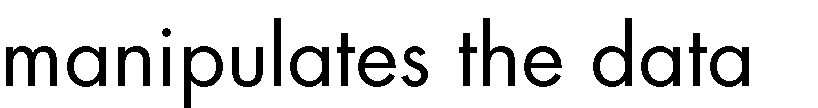 manipulates the data